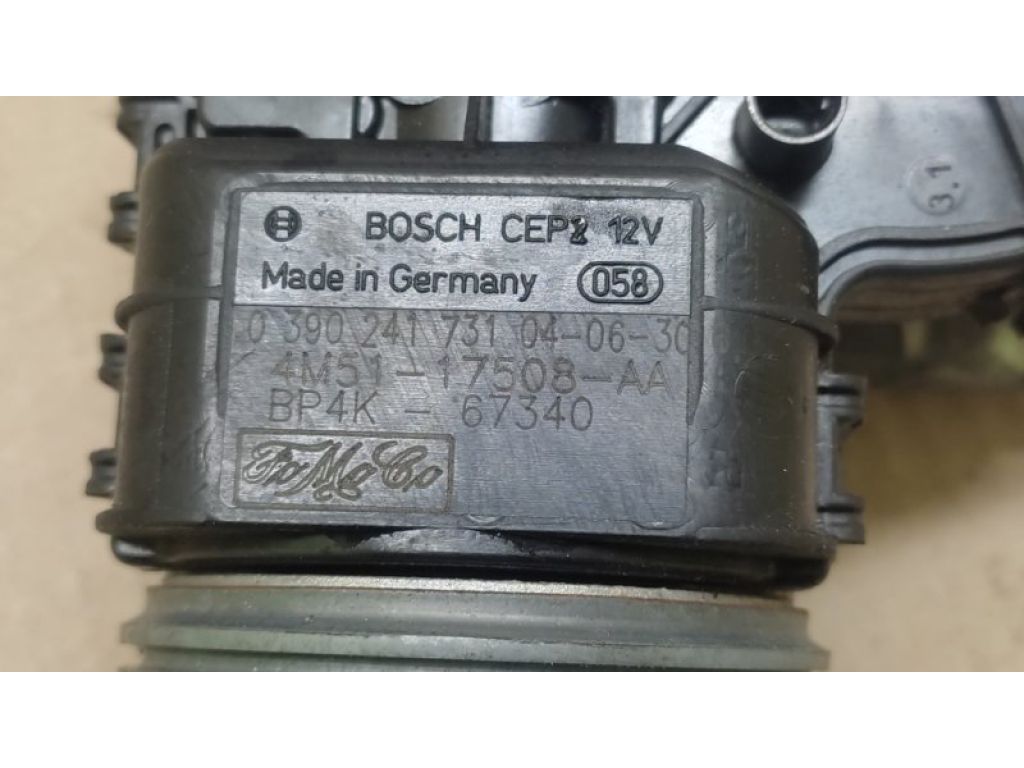 BOSCH CEP2 12V
Made in Germany 058
0 390 241 731 04-06-30
4M51-17508-AA
BP4K - 67340
FoMoCo
3.1